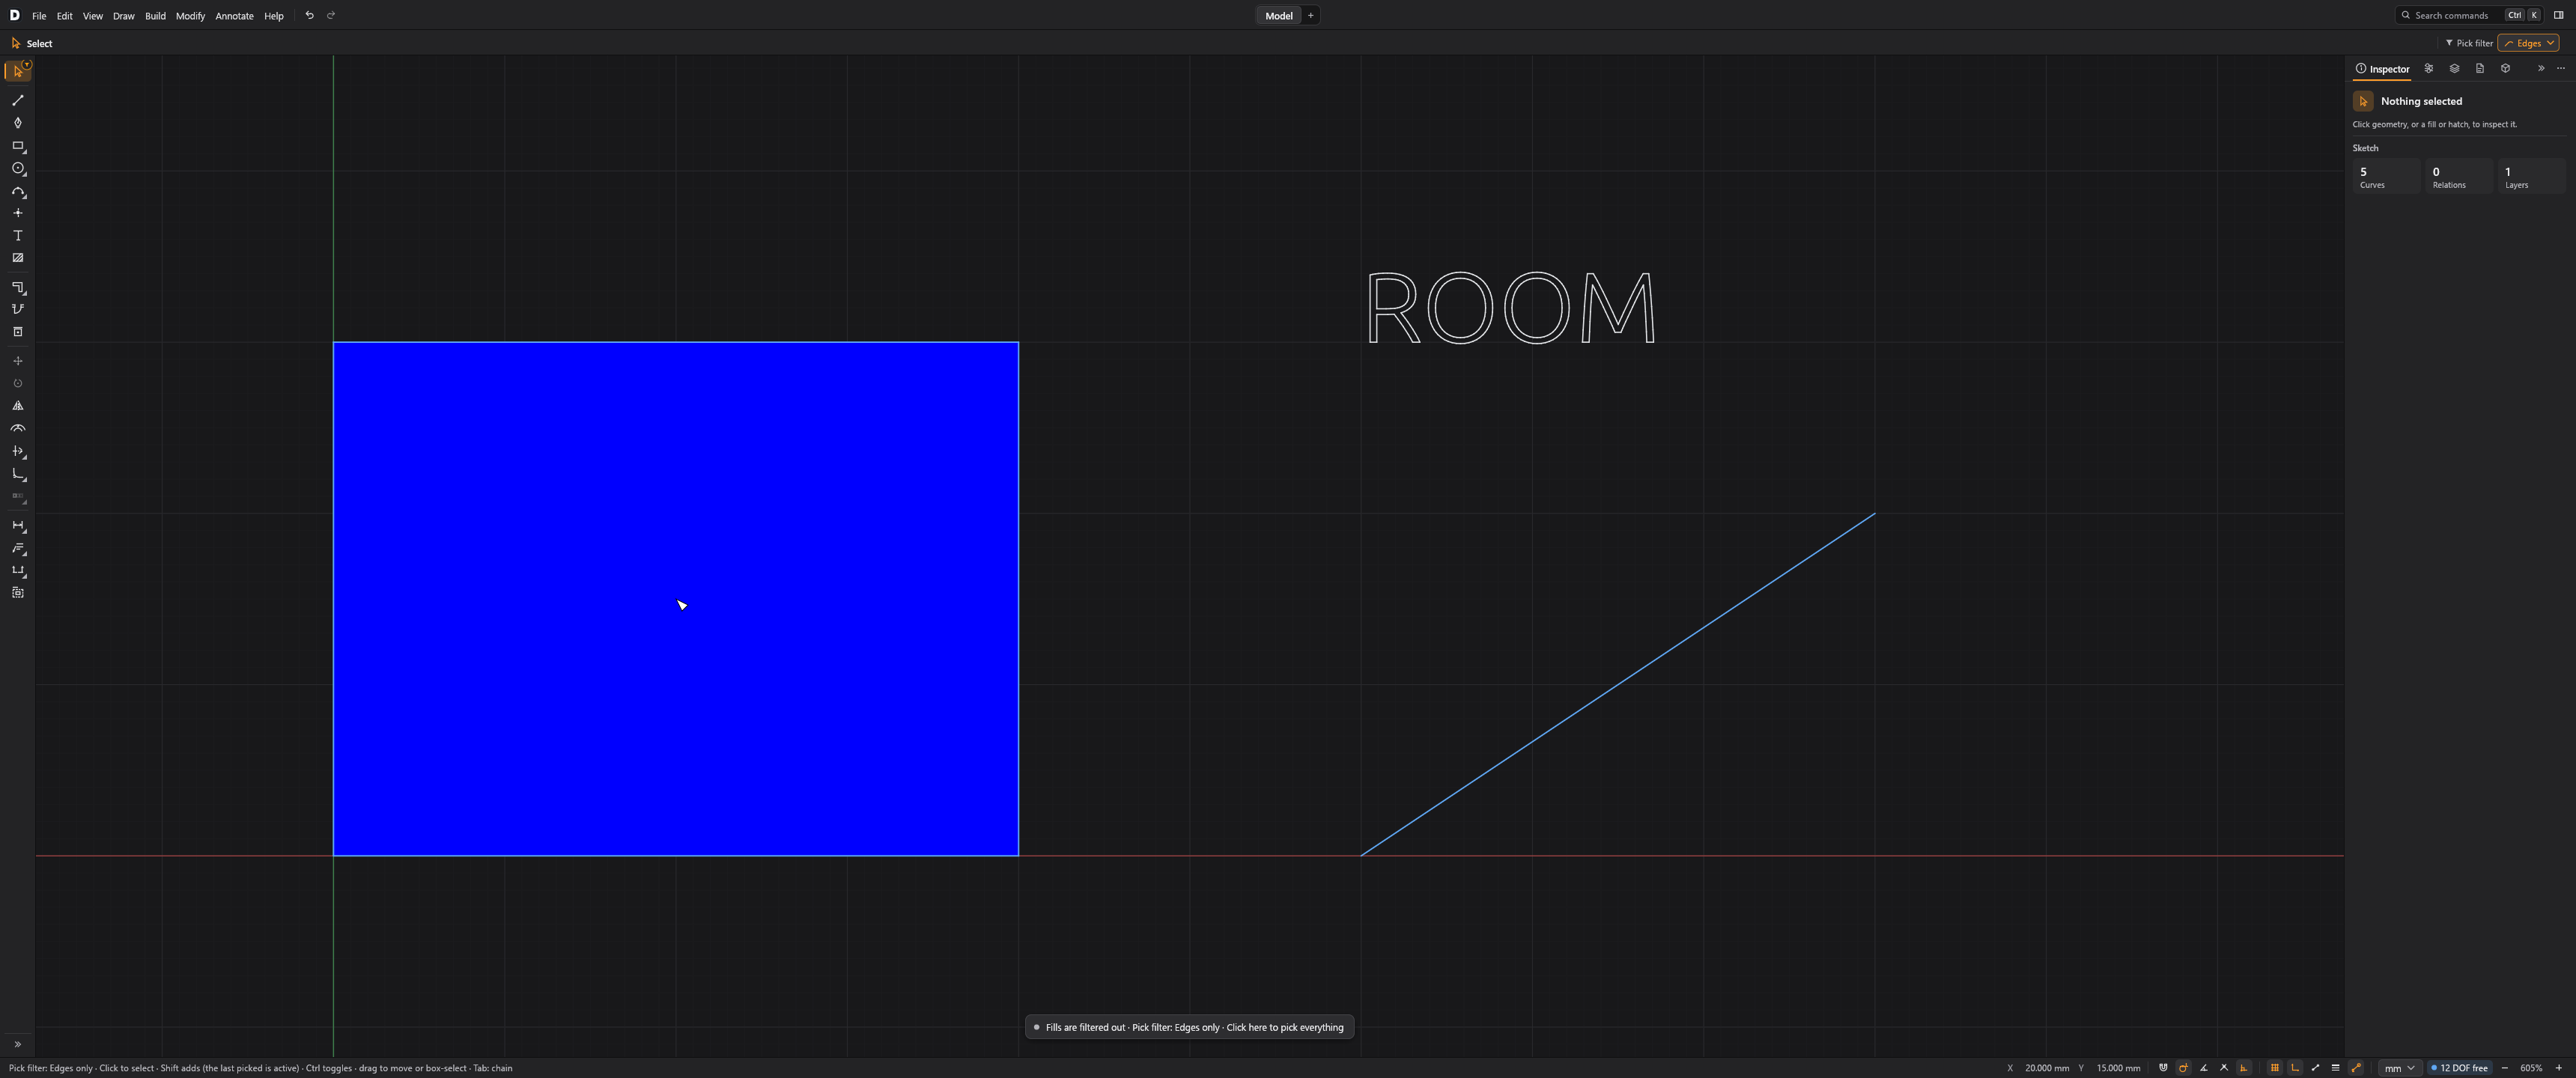 D File Edit View Draw Build Modify Annotate Help Model + Search commands Ctrl K
Select Pick filter Edges
Inspector
Nothing selected
Click geometry, or a fill or hatch, to inspect it.
Sketch
5 0 1
Curves Relations Layers
ROOM
Fills are filtered out · Pick filter: Edges only · Click here to pick everything
Pick filter: Edges only · Click to select · Shift adds (the last picked is active) · Ctrl toggles · drag to move or box-select · Tab: chain X 20.000 mm Y 15.000 mm mm 12 DOF free − 605% +